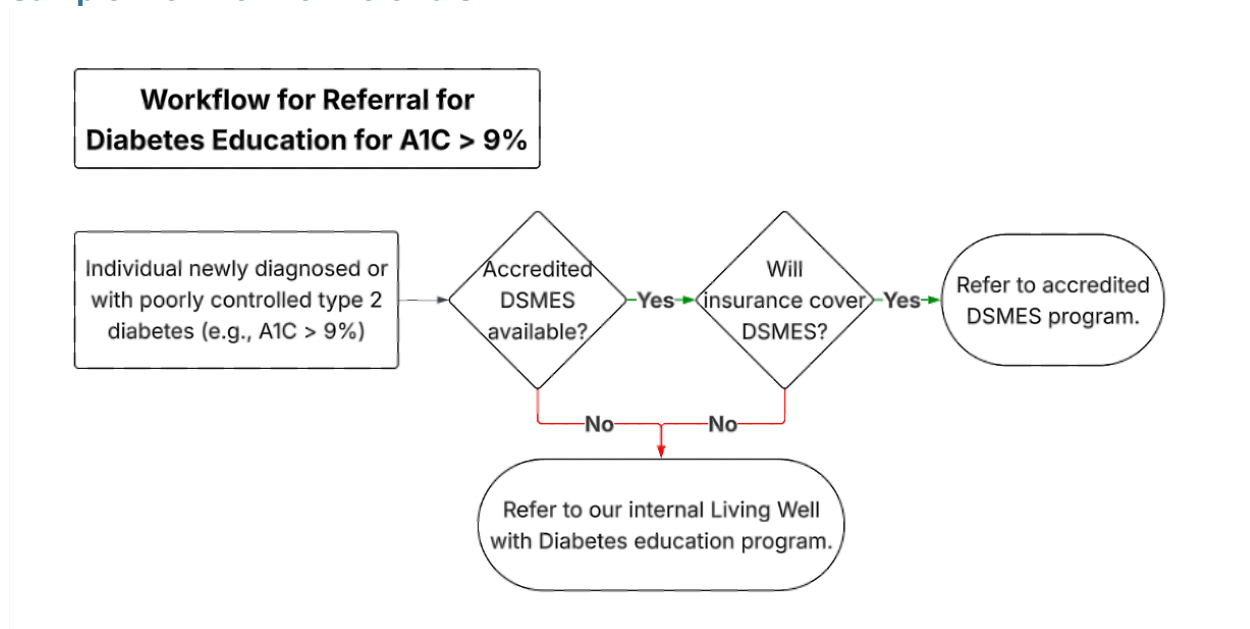 Workflow for Referral for
Diabetes Education for A1C > 9%
Individual newly diagnosed or
with poorly controlled type 2
diabetes (e.g., A1C > 9%)
Accredited
DSMES
available?
Yes
Will
insurance cover
DSMES?
Yes
Refer to accredited
DSMES program.
No
No
Refer to our internal Living Well
with Diabetes education program.